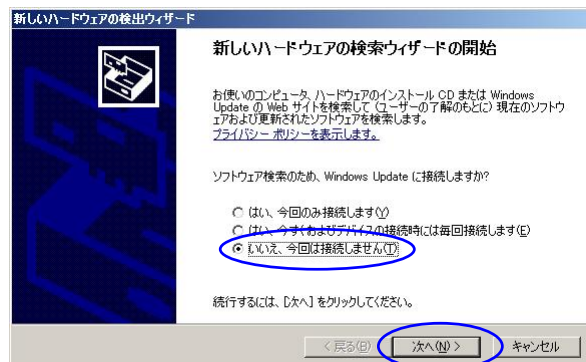 新しいハードウェアの検出ウィザード
新しいハードウェアの検索ウィザードの開始
お使いのコンピュータ、ハードウェアのインストール CD または Windows
Update の Web サイトを検索して (ユーザーの了解のもとに) 現在のソフトウ
ェアおよび更新されたソフトウェアを検索します。
プライバシー ポリシーを表示します。
ソフトウェア検索のため、Windows Update に接続しますか?
はい、今回のみ接続します(Y)
はい、今すぐおよびデバイスの接続時には毎回接続します(E)
いいえ、今回は接続しません(T)
続行するには、[次へ] をクリックしてください。
< 戻る(B)
次へ(N) >
キャンセル